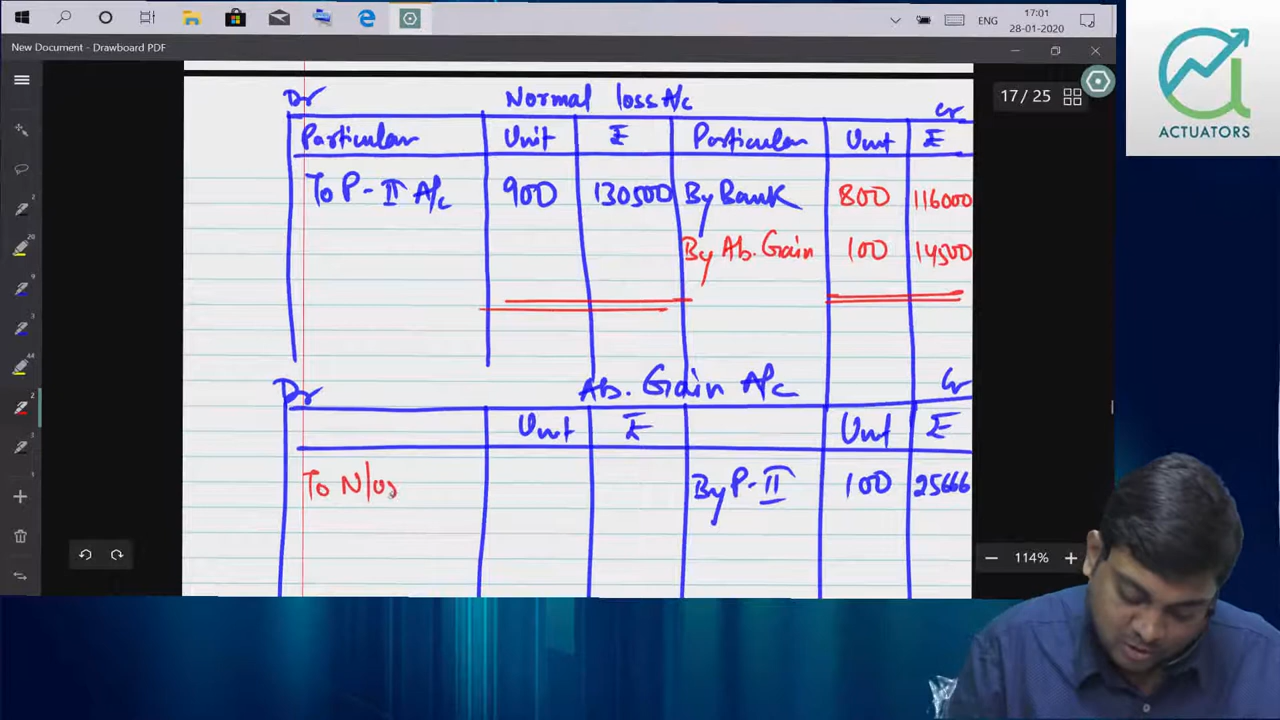 ENG
17:01
28-01-2020
New Document - Drawboard PDF
ACTUATORS
17 / 25
Dr Normal loss A/c Cr
Particular Unit ₹ Particular Unit ₹
To P-II A/c 900 130500 By Bank 800 116000
By Ab. Gain 100 14500
Dr Ab. Gain A/c Cr
Unit ₹ Unit ₹
To N/os By P-II 100 25666
114%